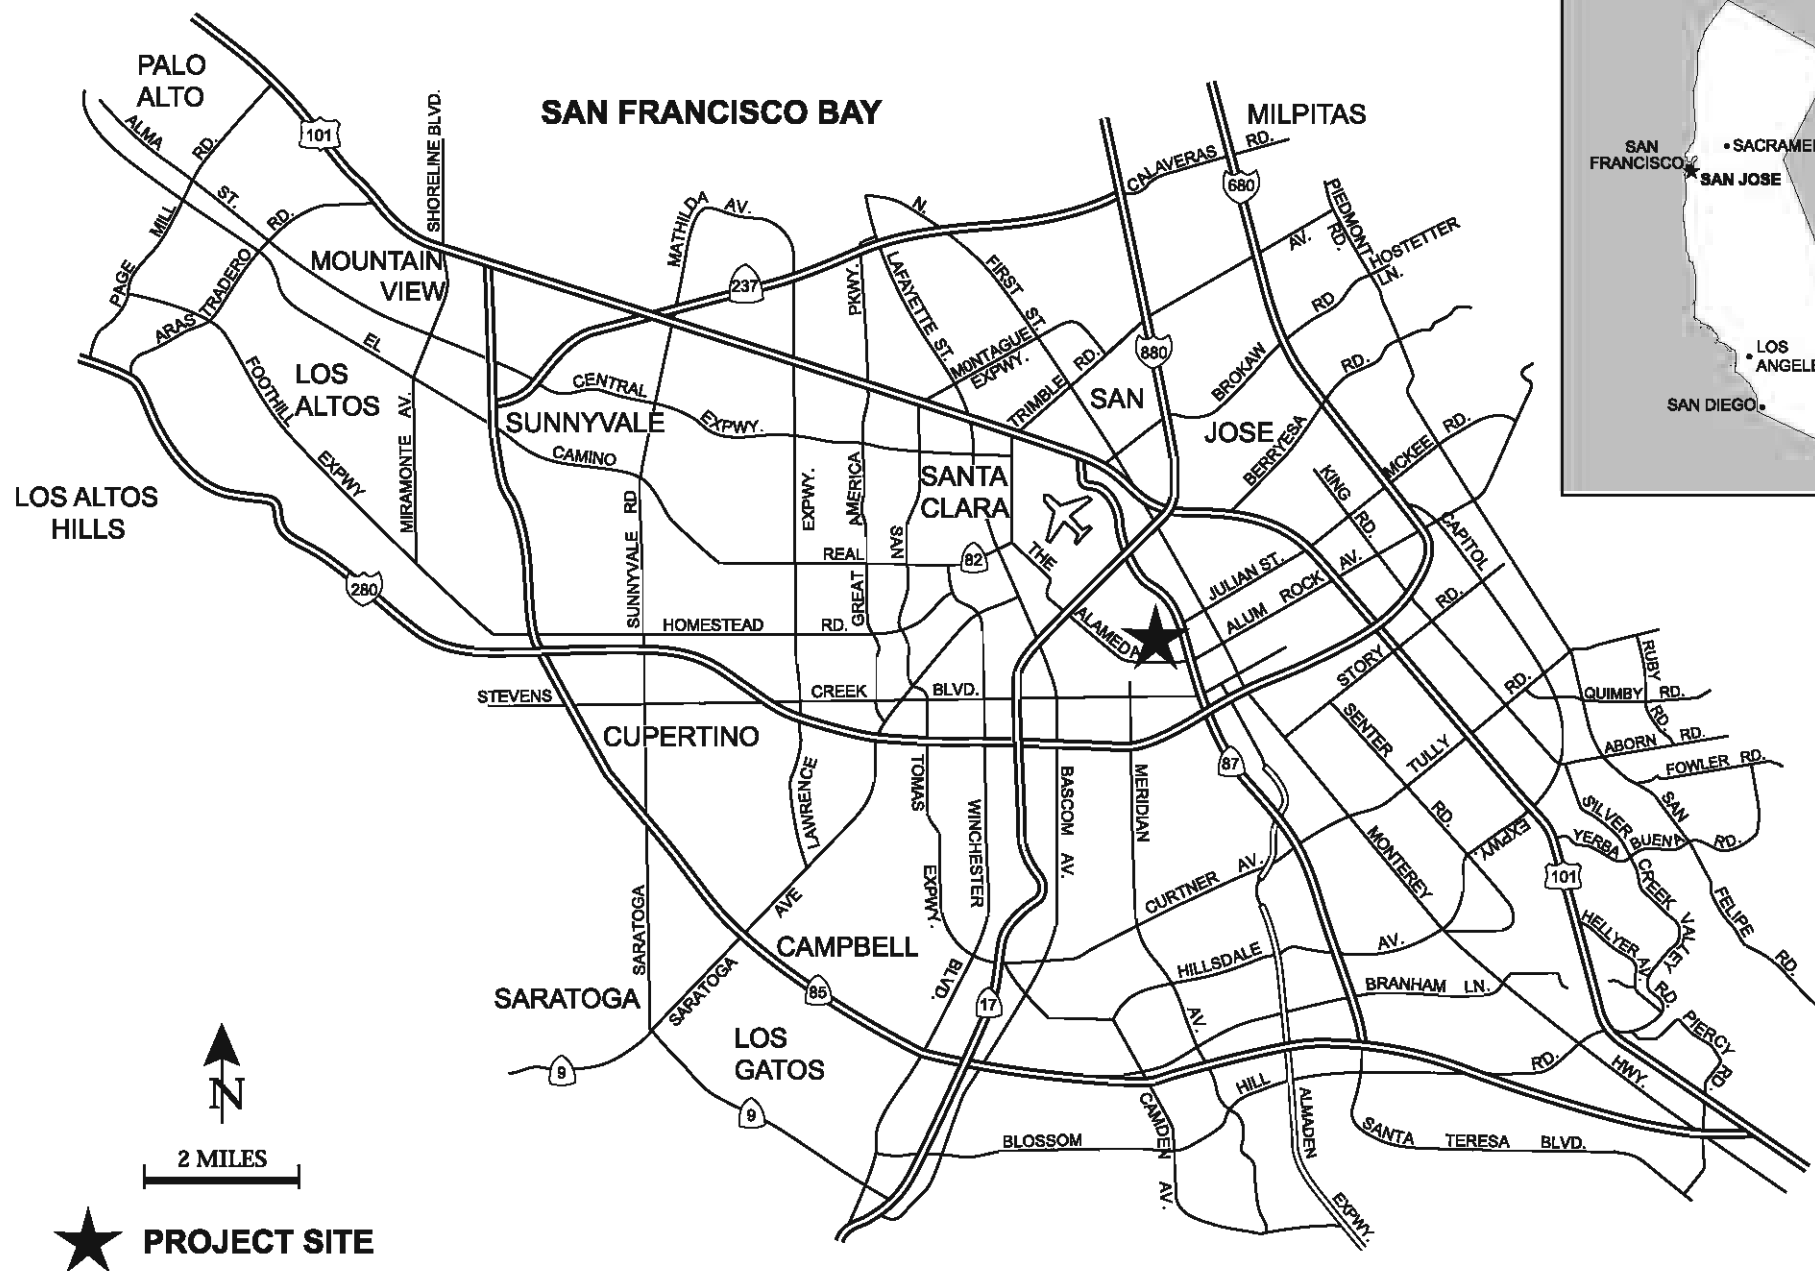 PALO
ALTO
SAN FRANCISCO BAY
MILPITAS
101
SHORELINE BLVD.
ALMA
ST.
PAGE
MILL
RD.
ARAS TRADERO
RD.
MOUNTAIN
VIEW
MATHILDA
AV.
237
N.
FIRST
ST.
LAFAYETTE ST.
CALAVERAS
RD.
680
880
PIEDMONT
RD.
HOSTETTER
LN.
MONTAGUE
EXPWY.
TRIMBLE
RD.
AV.
BROKAW
RD
BERRYESA
RD.
SAN
JOSE
LOS
ALTOS
FOOTHILL
EXPWY
EL
CAMINO
REAL
82
CENTRAL
EXPWY.
SUNNYVALE
MIRAMONTE AV.
LOS ALTOS
HILLS
280
SUNNYVALE RD
SANTA
CLARA
GREAT
AMERICA
PKWY.
LAWRENCE
EXPWY.
SAN
TOMAS
EXPWY.
THE
ALAMEDA
HOMESTEAD
RD.
STEVENS
CREEK
BLVD.
KING
RD.
MCKEE
RD.
CAPITOL
EXPWY.
JULIAN ST.
ALUM ROCK AV.
STORY
RD.
SENTER
RD.
TULLY
RD.
RUBY
RD.
QUIMBY RD.
ABORN RD.
FOWLER RD.
SAN
FELIPE
RD.
SILVER
CREEK
VALLEY
RD.
YERBA BUENA RD.
HELLYER AV.
PIERCY
RD.
CUPERTINO
87
MERIDIAN
AV.
BASCOM AV.
WINCHESTER
BLVD.
MONTEREY
HWY.
101
CURTNER
AV.
HILLSDALE
AV.
BRANHAM LN.
CAMPBELL
SARATOGA
SARATOGA
SARATOGA
AVE
85
17
LOS
GATOS
9
9
BLOSSOM
HILL
RD.
CAMDEN
AV.
ALMADEN
EXPWY.
SANTA TERESA BLVD.
N
2 MILES
PROJECT SITE
SAN
FRANCISCO
SACRAME
SAN JOSE
LOS
ANGELE
SAN DIEGO